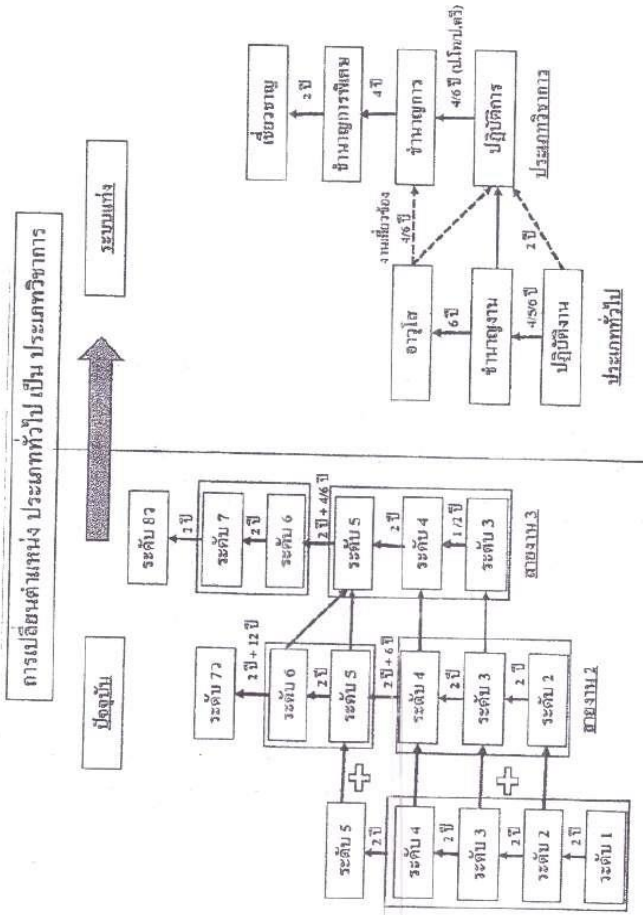 การเปลี่ยนตำแหน่ง ประเภททั่วไป เป็น ประเภทวิชาการ
ปัจจุบัน
ระบบแท่ง
ระดับ 5
2 ปี
ระดับ 4
2 ปี
ระดับ 3
2 ปี
ระดับ 2
2 ปี
ระดับ 1
ระดับ 7ว
2 ปี + 12 ปี
ระดับ 6
2 ปี
ระดับ 5
2 ปี + 6 ปี
ระดับ 4
2 ปี
ระดับ 3
2 ปี
ระดับ 2
สายงาน 2
ระดับ 8ว
2 ปี
ระดับ 7
2 ปี
ระดับ 6
2 ปี + 4/6 ปี
ระดับ 5
2 ปี
ระดับ 4
1/2 ปี
ระดับ 3
สายงาน 3
อาวุโส
6 ปี
ชำนาญงาน
4/5/6 ปี
ปฏิบัติงาน
ประเภททั่วไป
งานเกี่ยวข้อง
4/6 ปี
2 ปี
เชี่ยวชาญ
2 ปี
ชำนาญการพิเศษ
4 ปี
ชำนาญการ
4/6 ปี (ป.โท/ป.ตรี)
ปฏิบัติการ
ประเภทวิชาการ